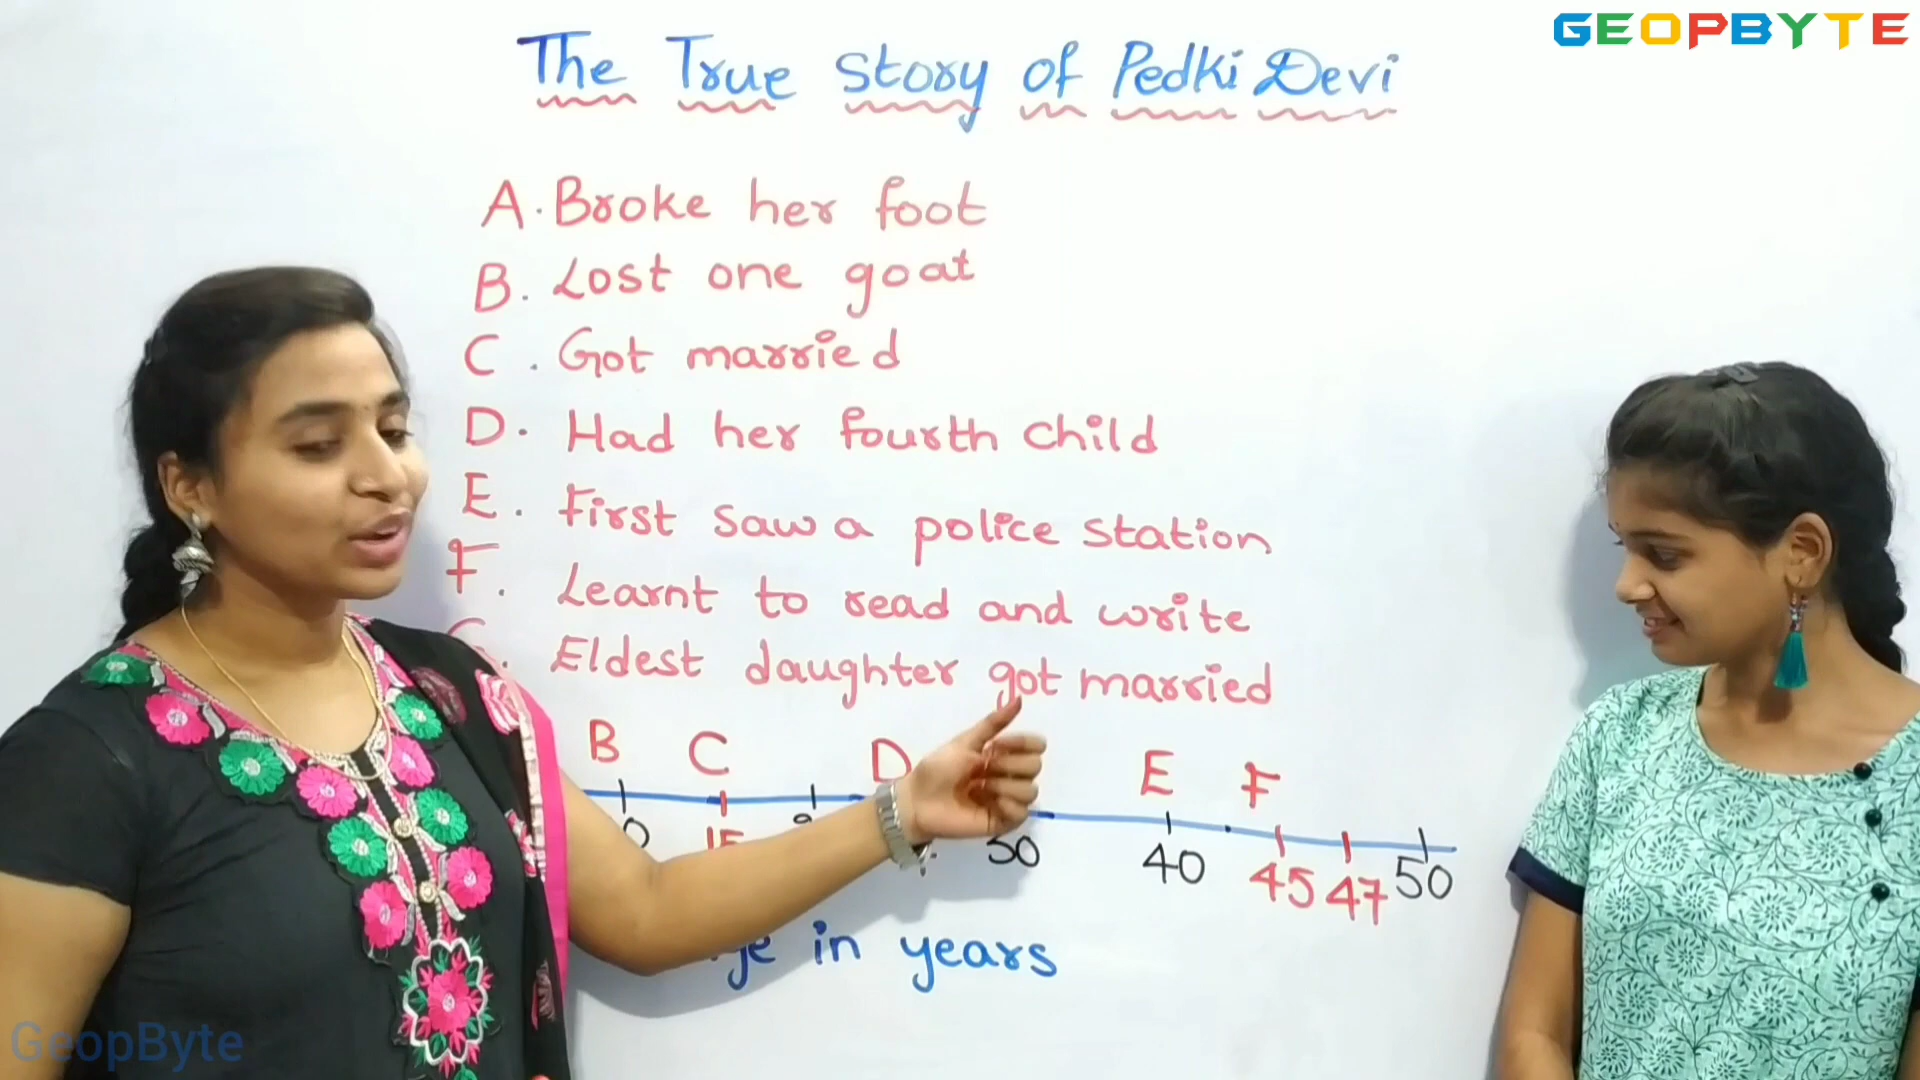 GEOPBYTE
The True Story of Pedki Devi
A. Broke her foot
B. Lost one goat
C. Got married
D. Had her fourth child
E. First saw a police station
F. Learnt to read and write
Eldest daughter got married
B C D E F
15 30 40 45 47 50
in years
GeopByte